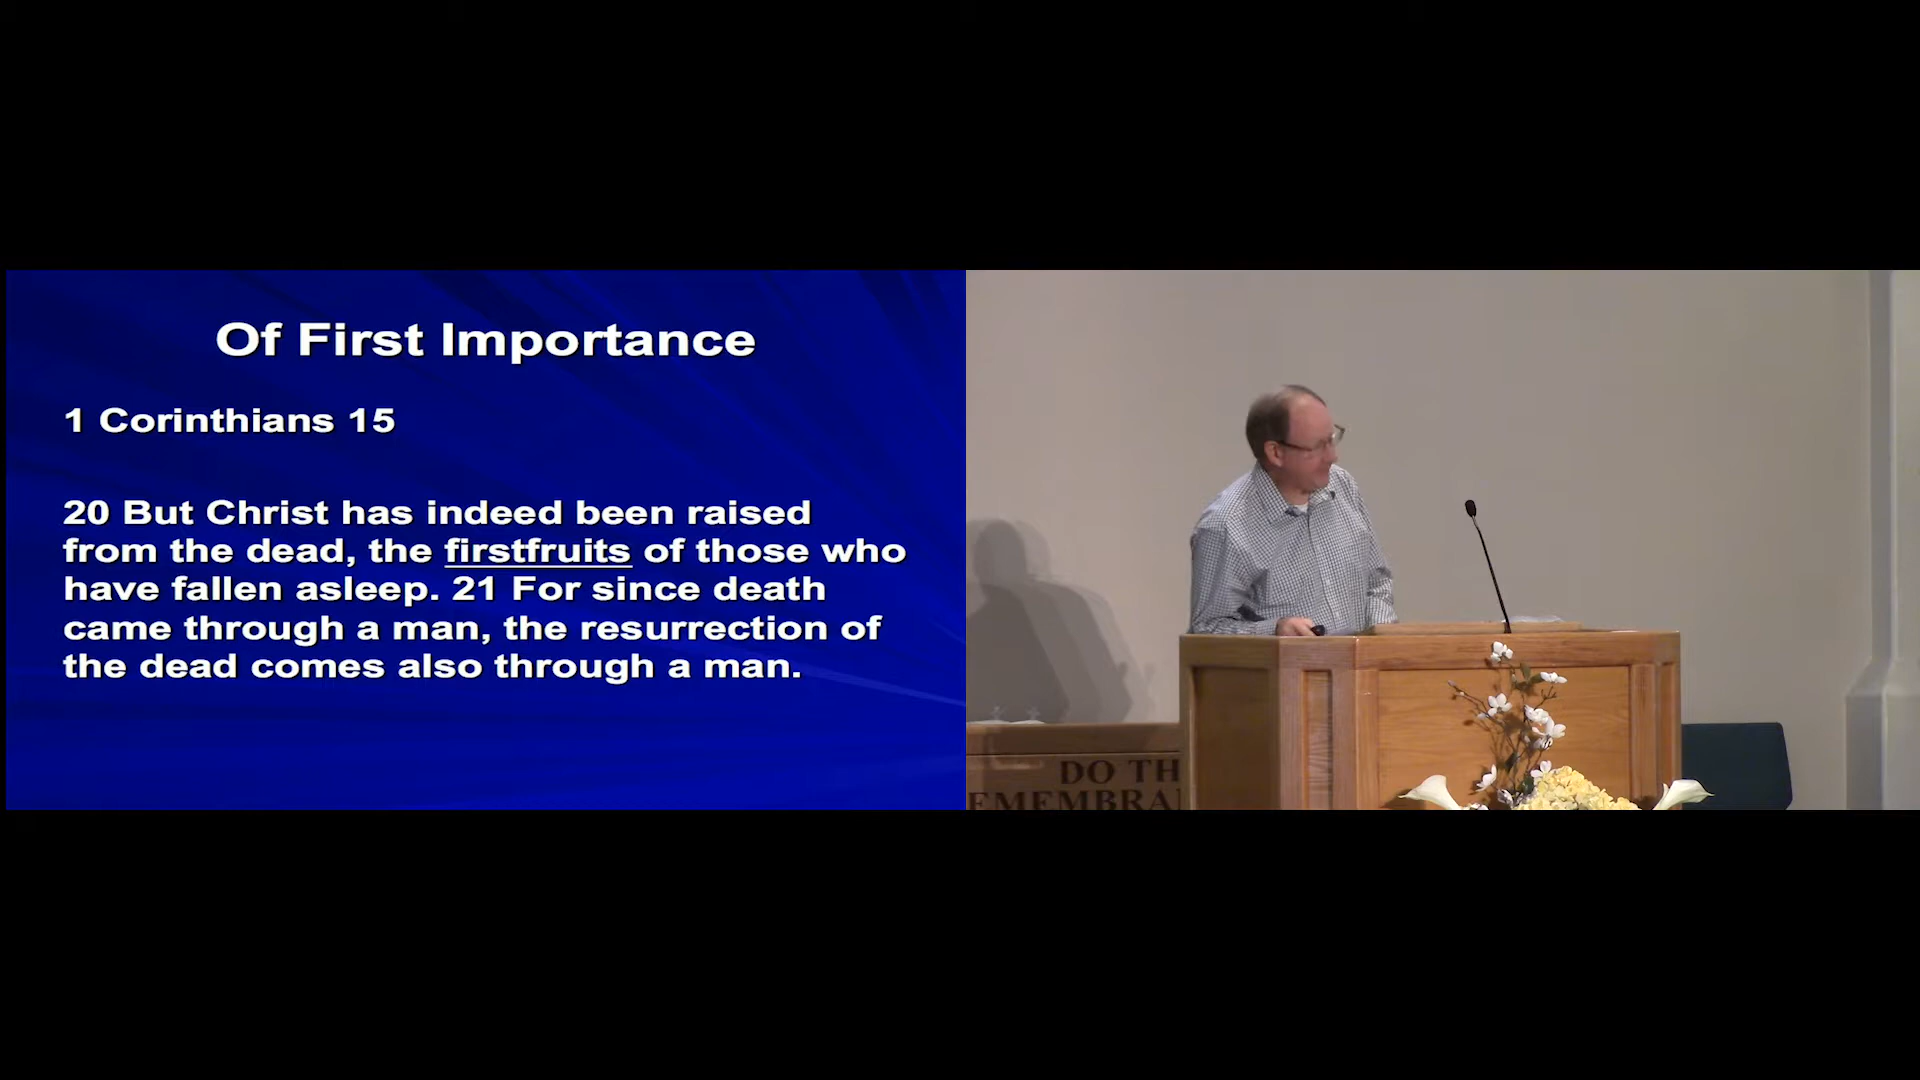 Of First Importance
1 Corinthians 15
20 But Christ has indeed been raised
from the dead, the firstfruits of those who
have fallen asleep. 21 For since death
came through a man, the resurrection of
the dead comes also through a man.
DO TH
EMEMBRA